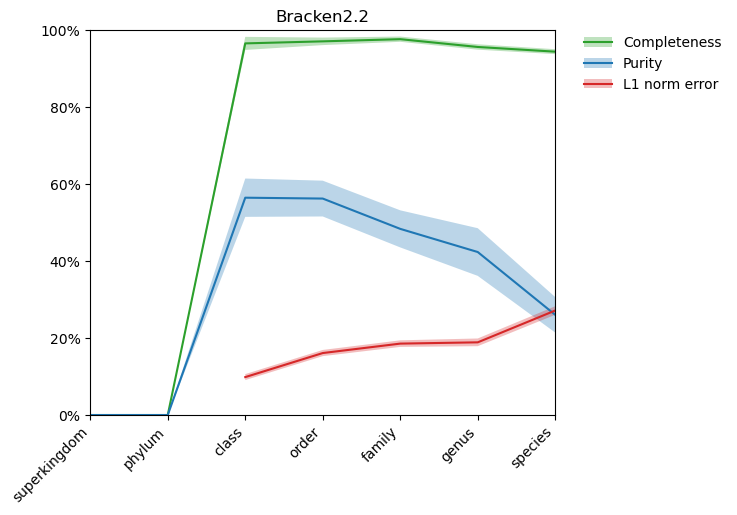 Bracken2.2
100%
80%
60%
40%
20%
0%
superkingdom
phylum
class
order
family
genus
species
Completeness
Purity
L1 norm error